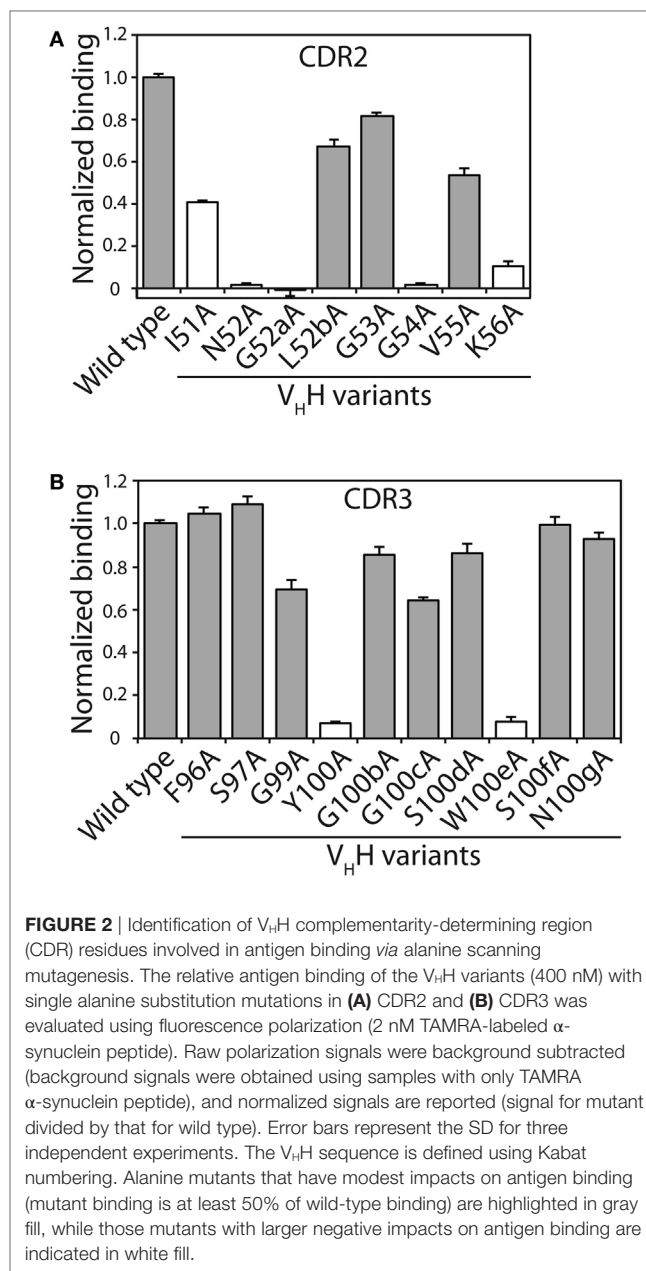 A
CDR2
Normalized binding
1.2
1.0
0.8
0.6
0.4
0.2
0
Wild type
I51A
N52A
G52aA
L52bA
G53A
G54A
V55A
K56A
VHH variants
B
CDR3
Normalized binding
1.2
1.0
0.8
0.6
0.4
0.2
0
Wild type
F96A
S97A
G99A
Y100A
G100bA
G100cA
S100dA
W100eA
S100fA
N100gA
VHH variants
FIGURE 2 | Identification of VHH complementarity-determining region
(CDR) residues involved in antigen binding via alanine scanning
mutagenesis. The relative antigen binding of the VHH variants (400 nM) with
single alanine substitution mutations in (A) CDR2 and (B) CDR3 was
evaluated using fluorescence polarization (2 nM TAMRA-labeled α-
synuclein peptide). Raw polarization signals were background subtracted
(background signals were obtained using samples with only TAMRA
α-synuclein peptide), and normalized signals are reported (signal for mutant
divided by that for wild type). Error bars represent the SD for three
independent experiments. The VHH sequence is defined using Kabat
numbering. Alanine mutants that have modest impacts on antigen binding
(mutant binding is at least 50% of wild-type binding) are highlighted in gray
fill, while those mutants with larger negative impacts on antigen binding are
indicated in white fill.